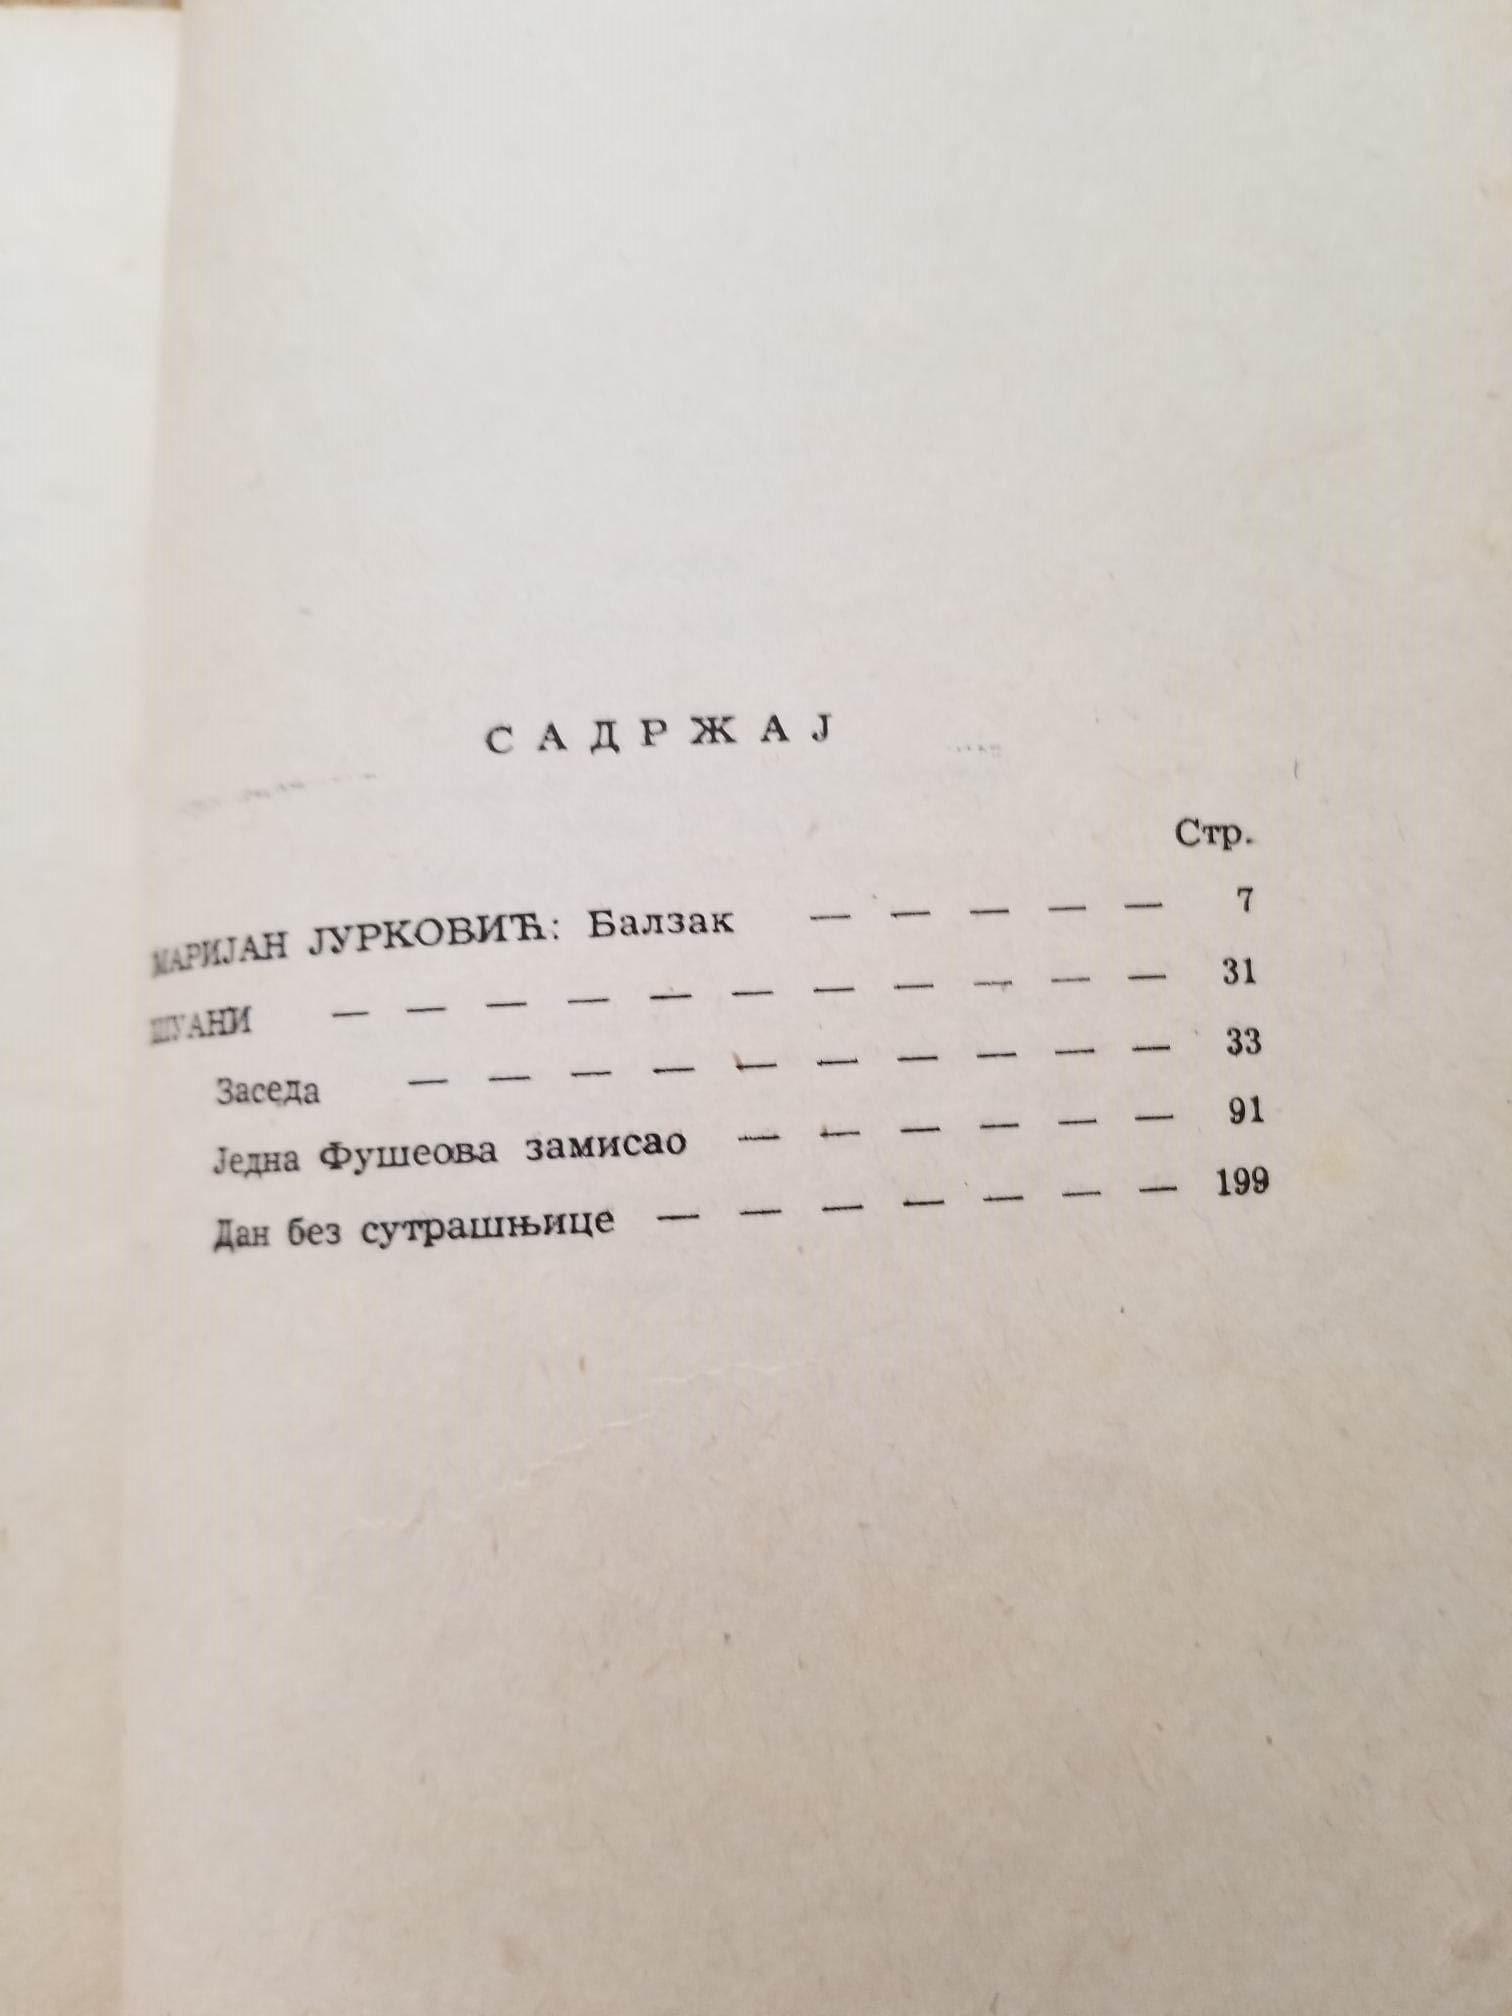 САДРЖАЈ
Стр.
МАРИЈАН ЈУРКОВИЋ: Балзак — — — — — 7
ШУАНИ — — — — — — — — — — — 31
Заседа — — — — — — — — — — 33
Једна Фушеова замисао — — — — — — 91
Дан без сутрашњице — — — — — — — 199